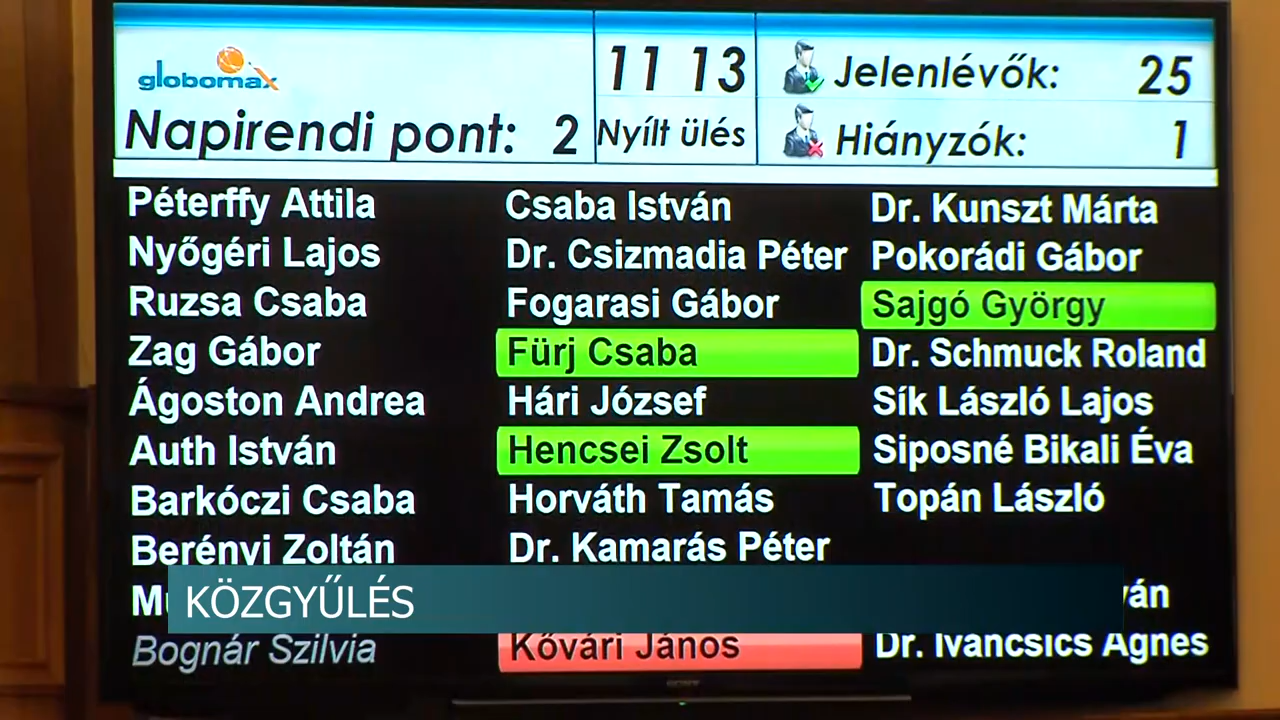 globomax
Napirendi pont: 2
11 13
Nyílt ülés
Jelenlévők: 25
Hiányzók: 1
Péterffy Attila
Nyőgéri Lajos
Ruzsa Csaba
Zag Gábor
Ágoston Andrea
Auth István
Barkóczi Csaba
Berényi Zoltán
Bognár Szilvia
Csaba István
Dr. Csizmadia Péter
Fogarasi Gábor
Fürj Csaba
Hári József
Hencsei Zsolt
Horváth Tamás
Dr. Kamarás Péter
Kővári János
Dr. Kunszt Márta
Pokorádi Gábor
Sajgó György
Dr. Schmuck Roland
Sík László Lajos
Siposné Bikali Éva
Topán László
Dr. Iváncsics Ágnes
KÖZGYŰLÉS
SONY